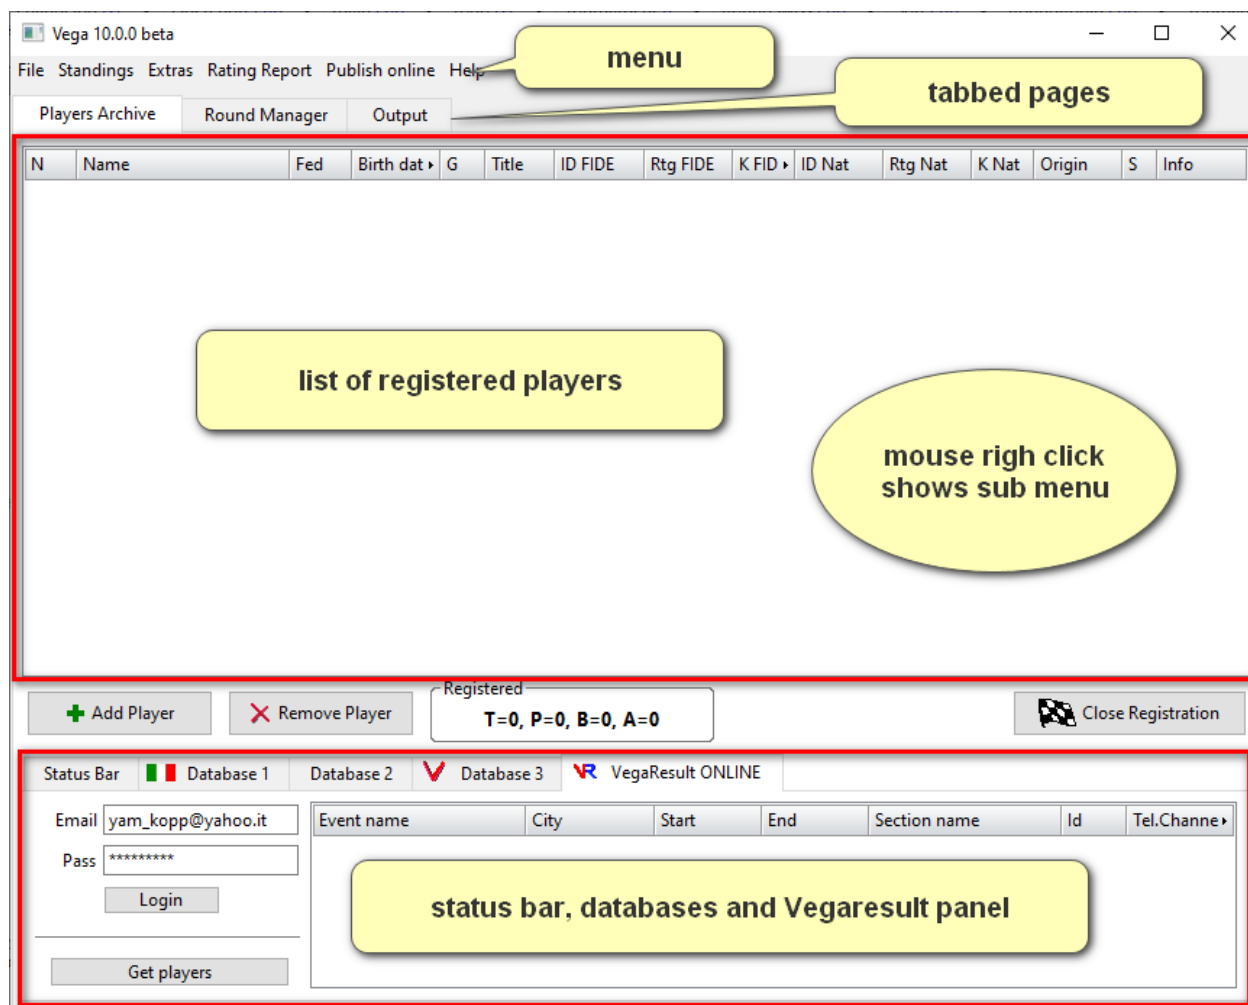 Vega 10.0.0 beta
menu
File Standings Extras Rating Report Publish online Help
tabbed pages
Players Archive Round Manager Output
N Name Fed Birth dat G Title ID FIDE Rtg FIDE K FID ID Nat Rtg Nat K Nat Origin S Info
list of registered players
mouse righ click
shows sub menu
Registered
Add Player Remove Player T=0, P=0, B=0, A=0 Close Registration
Status Bar Database 1 Database 2 Database 3 VR VegaResult ONLINE
Email yam_kopp@yahoo.it Event name City Start End Section name Id Tel.Channe
Pass *********
Login
status bar, databases and Vegaresult panel
Get players